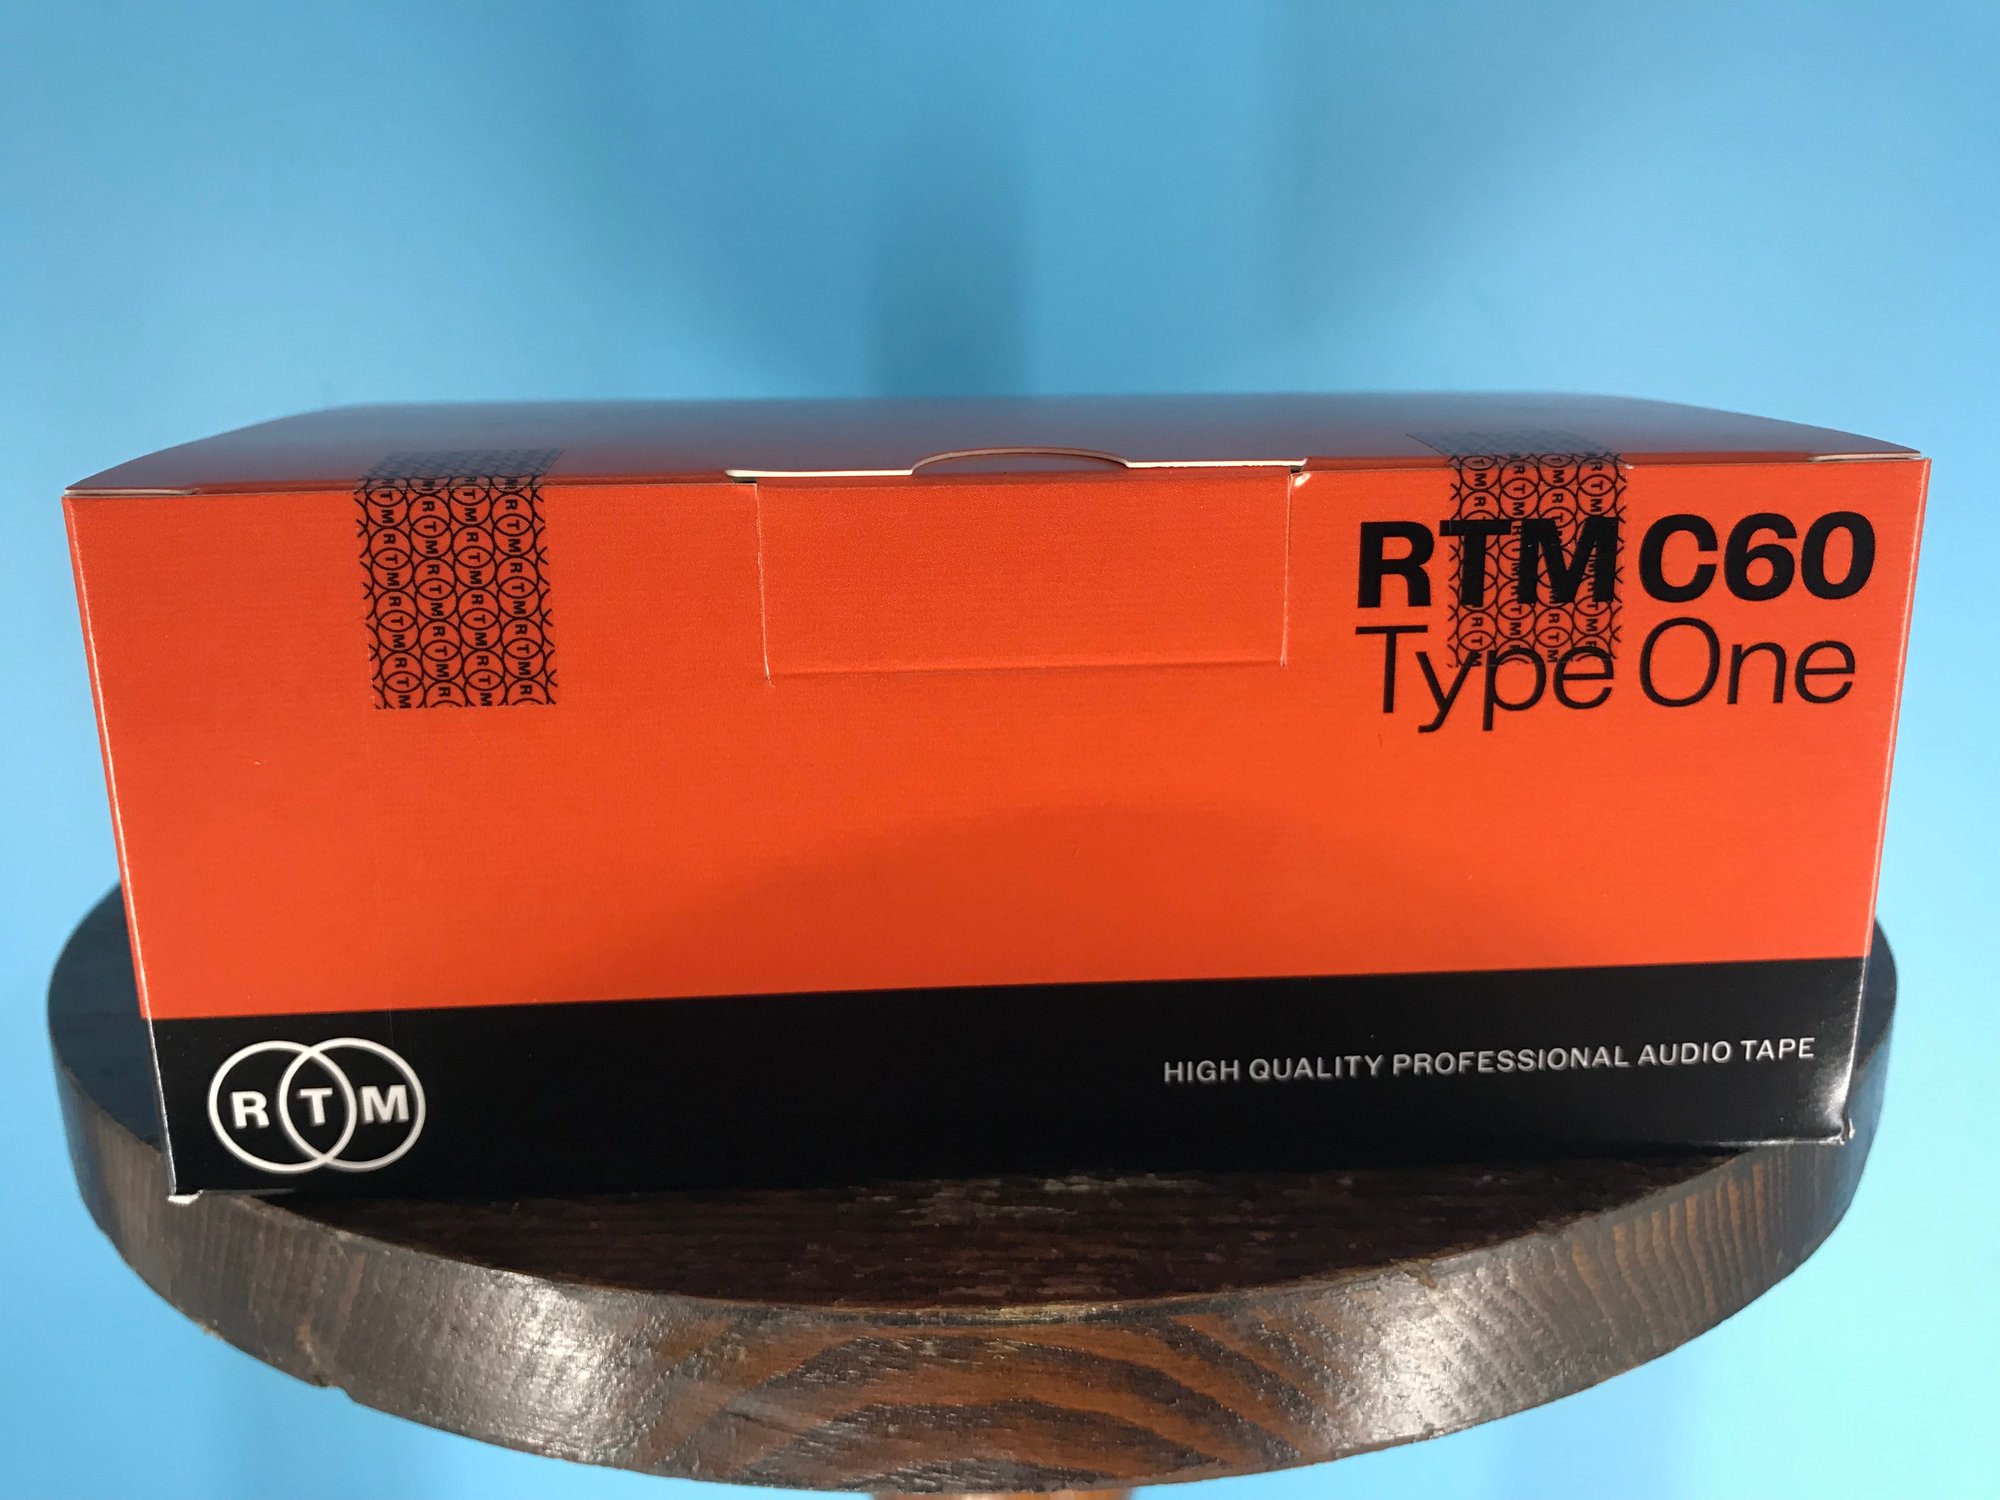 RTM C60
Type One
RTM
HIGH QUALITY PROFESSIONAL AUDIO TAPE